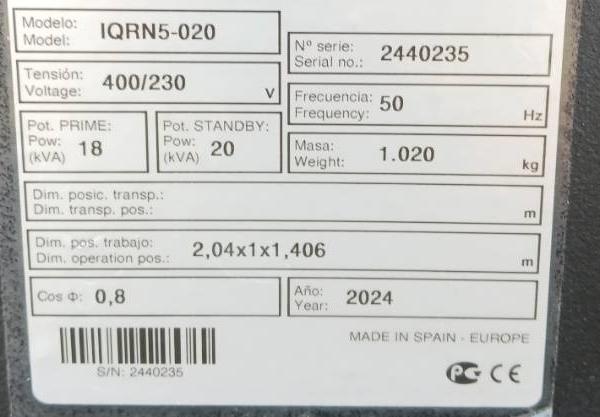 Modelo:
Model: IQRN5-020
Nº serie:
Serial no.: 2440235
Tensión:
Voltage: 400/230 V
Frecuencia:
Frequency: 50 Hz
Pot. PRIME:
Pow:
(kVA) 18
Pot. STANDBY:
Pow:
(kVA) 20
Masa:
Weight: 1.020 kg
Dim. posic. transp.:
Dim. transp. pos.: m
Dim. pos. trabajo:
Dim. operation pos.: 2,04x1x1,406 m
Cos Φ: 0,8
Año:
Year: 2024
MADE IN SPAIN - EUROPE
S/N: 2440235
CE